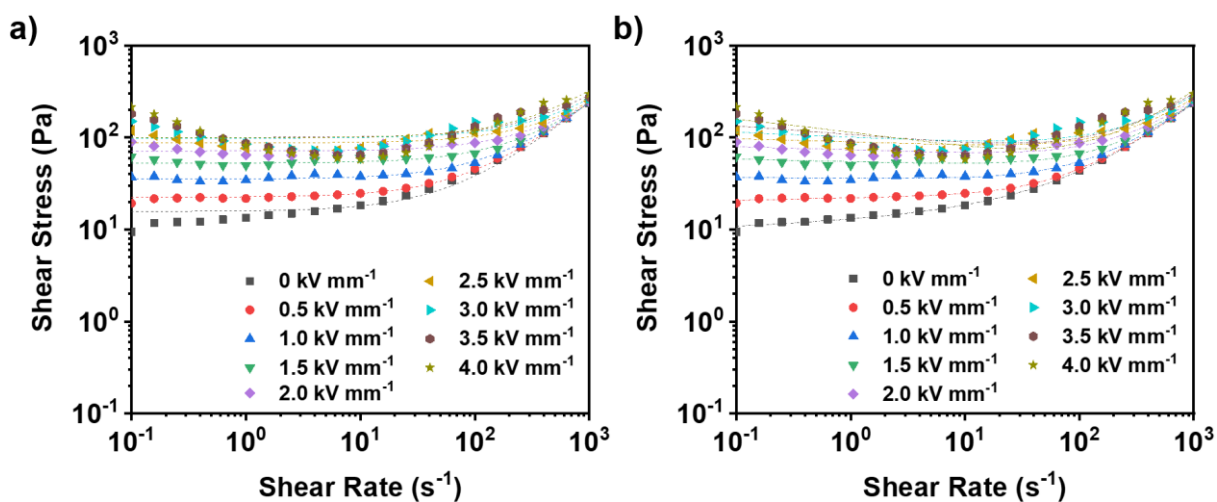 a)
Shear Stress (Pa)
10³
10²
10¹
10⁰
10⁻¹
0 kV mm⁻¹
0.5 kV mm⁻¹
1.0 kV mm⁻¹
1.5 kV mm⁻¹
2.0 kV mm⁻¹
2.5 kV mm⁻¹
3.0 kV mm⁻¹
3.5 kV mm⁻¹
4.0 kV mm⁻¹
10⁻¹ 10⁰ 10¹ 10² 10³
Shear Rate (s⁻¹)
b)
Shear Stress (Pa)
10³
10²
10¹
10⁰
10⁻¹
0 kV mm⁻¹
0.5 kV mm⁻¹
1.0 kV mm⁻¹
1.5 kV mm⁻¹
2.0 kV mm⁻¹
2.5 kV mm⁻¹
3.0 kV mm⁻¹
3.5 kV mm⁻¹
4.0 kV mm⁻¹
10⁻¹ 10⁰ 10¹ 10² 10³
Shear Rate (s⁻¹)